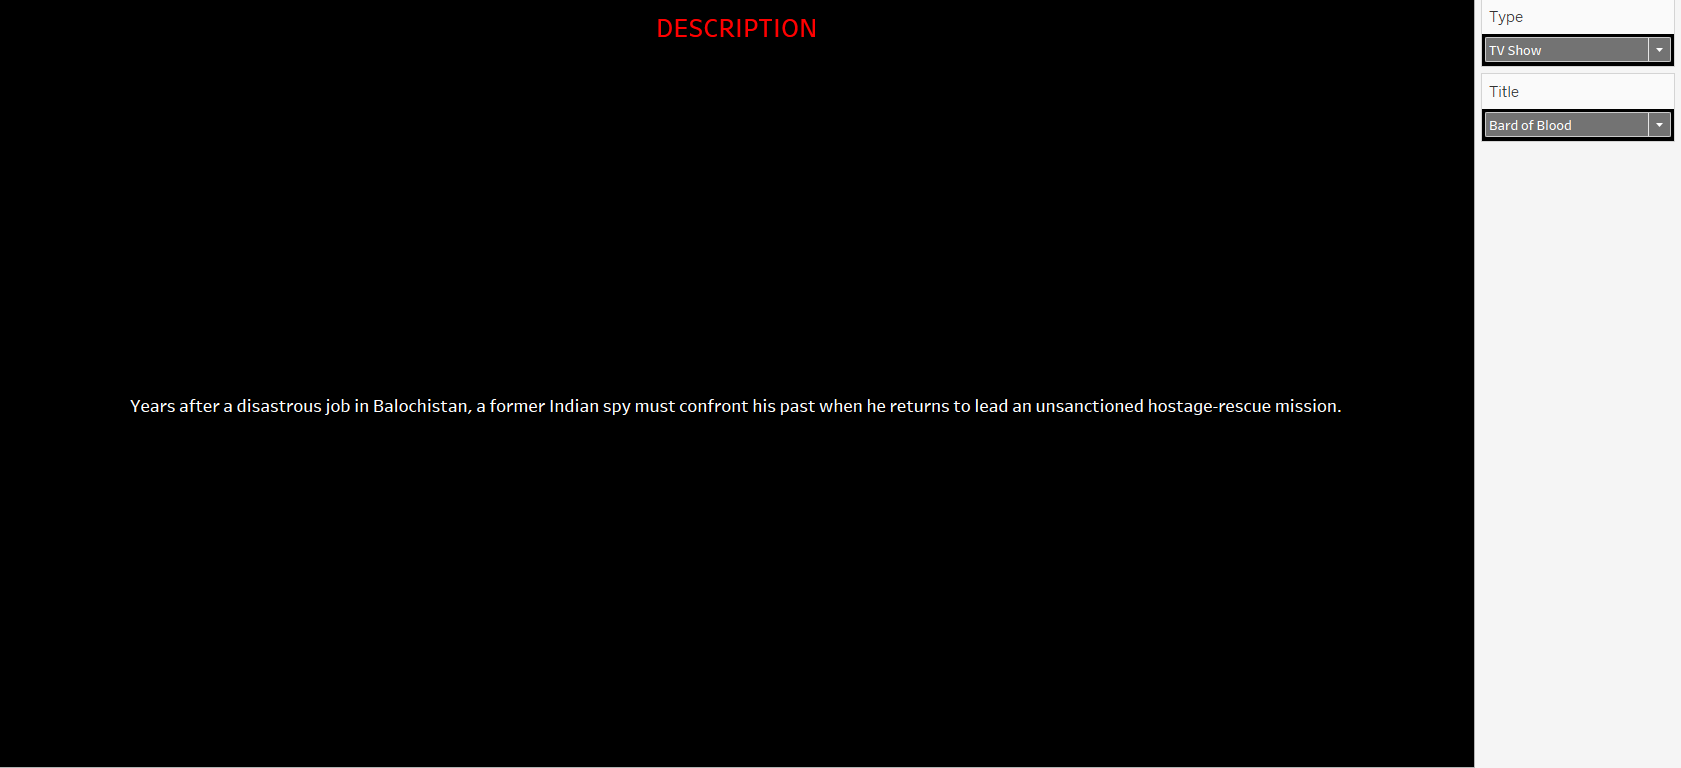 DESCRIPTION
Years after a disastrous job in Balochistan, a former Indian spy must confront his past when he returns to lead an unsanctioned hostage-rescue mission.
Type
TV Show
Title
Bard of Blood